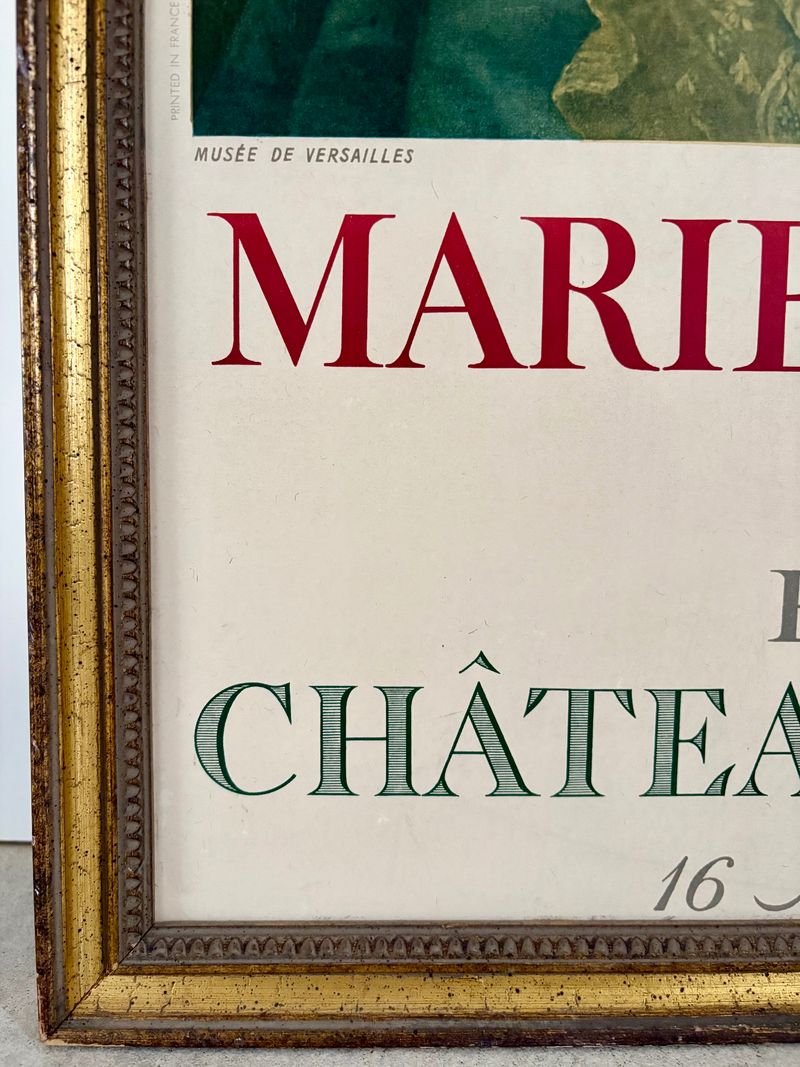 PRINTED IN FRANCE
MUSÉE DE VERSAILLES
MARIE
CHÂTEA
16